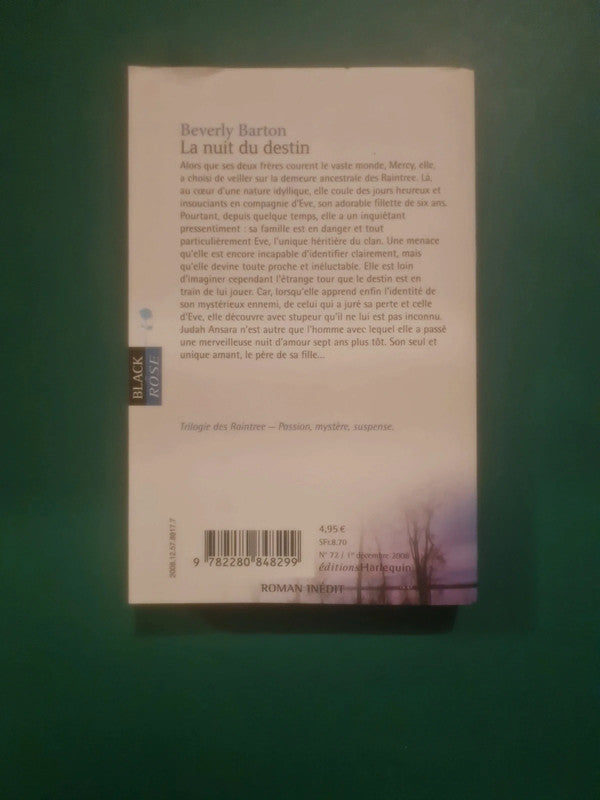 Beverly Barton
La nuit du destin
Alors que ses deux frères courent le vaste monde, Mercy, elle,
a choisi de veiller sur la demeure ancestrale des Raintree. Là,
au cœur d'une nature idyllique, elle coule des jours heureux et
insouciants en compagnie d'Eve, son adorable fillette de six ans.
Pourtant, depuis quelque temps, elle a un inquiétant
pressentiment : sa famille est en danger et tout
particulièrement Eve, l'unique héritière du clan. Une menace
qu'elle est encore incapable d'identifier clairement, mais
qu'elle devine toute proche et inéluctable. Elle est loin
d'imaginer cependant l'étrange tour que le destin est en
train de lui jouer. Car, lorsqu'elle apprend enfin l'identité de
son mystérieux ennemi, de celui qui a juré sa perte et celle
d'Eve, elle découvre avec stupeur qu'il ne lui est pas inconnu.
Judah Ansara n'est autre que l'homme avec lequel elle a passé
une merveilleuse nuit d'amour sept ans plus tôt. Son seul et
unique amant, le père de sa fille...
BLACK
ROSE
Trilogie des Raintree — Passion, mystère, suspense.
2008.12.57.8917.7
9 782280 848299
4,95 €
SFr.8.70
N° 72 / 1er décembre 2008
éditions Harlequin
ROMAN INÉDIT